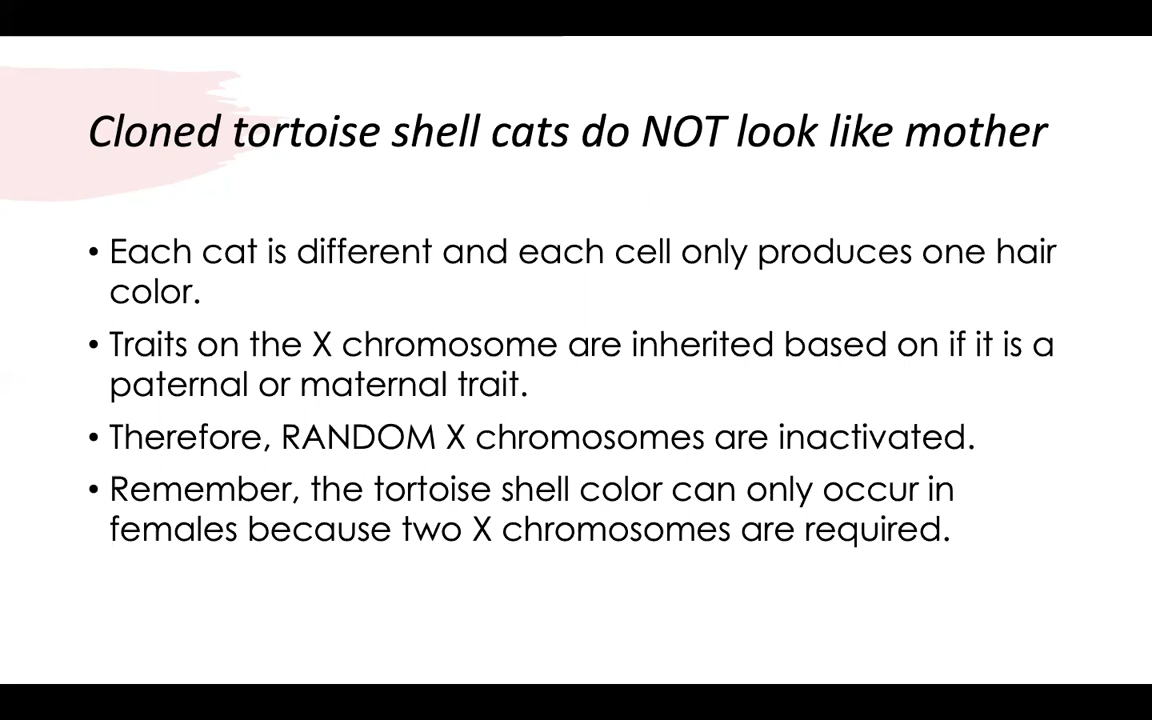 Cloned tortoise shell cats do NOT look like mother
• Each cat is different and each cell only produces one hair
color.
• Traits on the X chromosome are inherited based on if it is a
paternal or maternal trait.
• Therefore, RANDOM X chromosomes are inactivated.
• Remember, the tortoise shell color can only occur in
females because two X chromosomes are required.